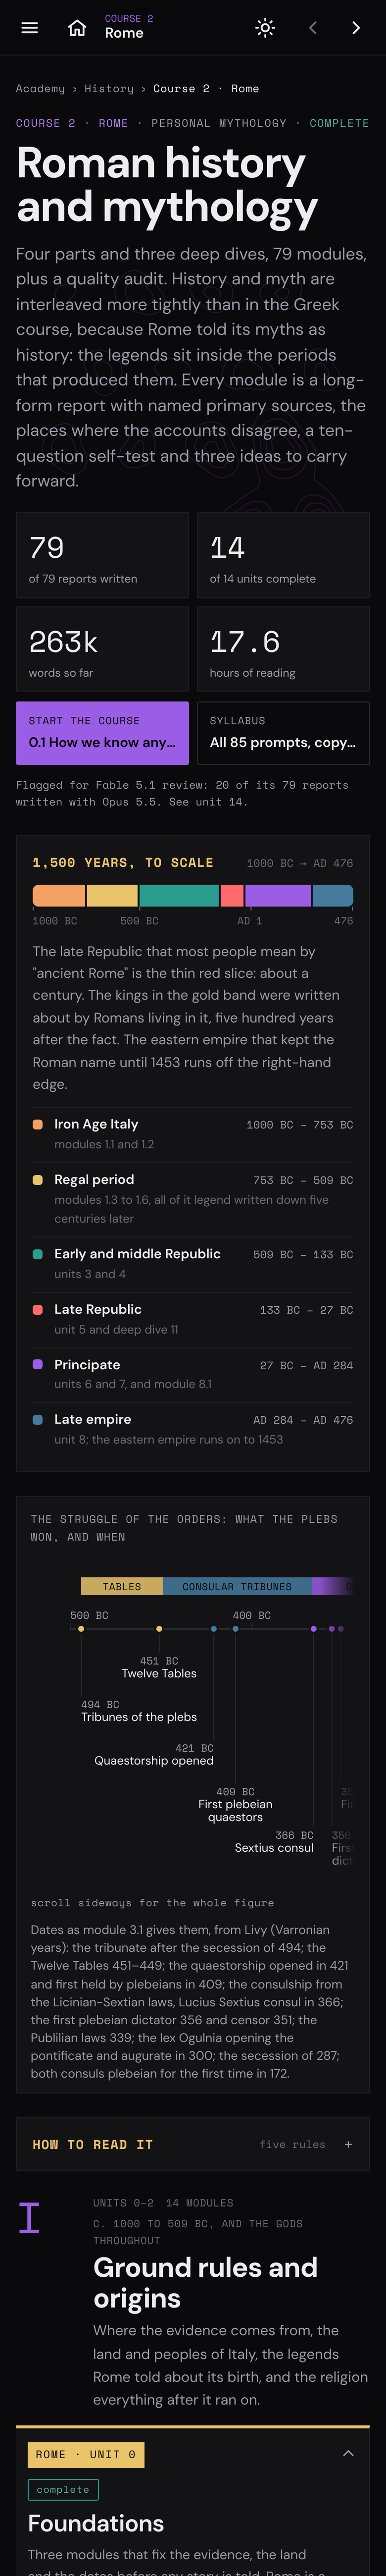 COURSE 2
Rome
Academy › History › Course 2 · Rome
COURSE 2 · ROME · PERSONAL MYTHOLOGY · COMPLETE
Roman history
and mythology
Four parts and three deep dives, 79 modules,
plus a quality audit. History and myth are
interleaved more tightly than in the Greek
course, because Rome told its myths as
history: the legends sit inside the periods
that produced them. Every module is a long-
form report with named primary sources, the
places where the accounts disagree, a ten-
question self-test and three ideas to carry
forward.
79
of 79 reports written
14
of 14 units complete
263k
words so far
17.6
hours of reading
START THE COURSE
0.1 How we know any…
SYLLABUS
All 85 prompts, copy…
Flagged for Fable 5.1 review: 20 of its 79 reports
written with Opus 5.5. See unit 14.
1,500 YEARS, TO SCALE
1000 BC → AD 476
1000 BC 509 BC AD 1 476
The late Republic that most people mean by
"ancient Rome" is the thin red slice: about a
century. The kings in the gold band were written
about by Romans living in it, five hundred years
after the fact. The eastern empire that kept the
Roman name until 1453 runs off the right-hand
edge.
Iron Age Italy 1000 BC – 753 BC
modules 1.1 and 1.2
Regal period 753 BC – 509 BC
modules 1.3 to 1.6, all of it legend written down five
centuries later
Early and middle Republic 509 BC – 133 BC
units 3 and 4
Late Republic 133 BC – 27 BC
unit 5 and deep dive 11
Principate 27 BC – AD 284
units 6 and 7, and module 8.1
Late empire AD 284 – AD 476
unit 8; the eastern empire runs on to 1453
THE STRUGGLE OF THE ORDERS: WHAT THE PLEBS
WON, AND WHEN
TABLES CONSULAR TRIBUNES
500 BC 400 BC
451 BC
Twelve Tables
494 BC
Tribunes of the plebs
421 BC
Quaestorship opened
409 BC
First plebeian
quaestors
35
Fir
366 BC
Sextius consul
356
First
dict
scroll sideways for the whole figure
Dates as module 3.1 gives them, from Livy (Varronian
years): the tribunate after the secession of 494; the
Twelve Tables 451–449; the quaestorship opened in 421
and first held by plebeians in 409; the consulship from
the Licinian-Sextian laws, Lucius Sextius consul in 366;
the first plebeian dictator 356 and censor 351; the
Publilian laws 339; the lex Ogulnia opening the
pontificate and augurate in 300; the secession of 287;
both consuls plebeian for the first time in 172.
HOW TO READ IT five rules +
I
UNITS 0–2 14 MODULES
C. 1000 TO 509 BC, AND THE GODS
THROUGHOUT
Ground rules and
origins
Where the evidence comes from, the
land and peoples of Italy, the legends
Rome told about its birth, and the religion
everything after it ran on.
ROME · UNIT 0
complete
Foundations
Three modules that fix the evidence, the land